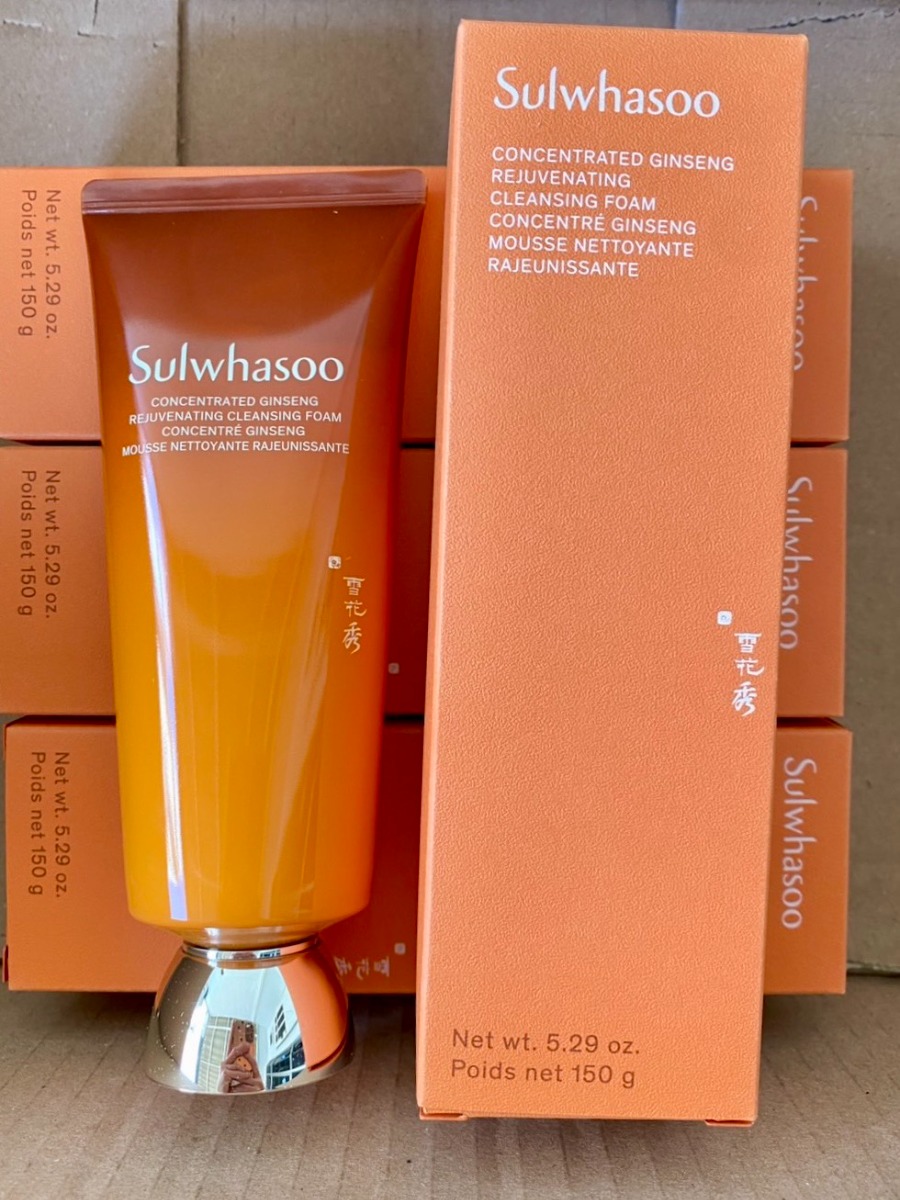 Sulwhasoo
CONCENTRATED GINSENG
REJUVENATING
CLEANSING FOAM
CONCENTRÉ GINSENG
MOUSSE NETTOYANTE
RAJEUNISSANTE
雪花秀
Net wt. 5.29 oz.
Poids net 150 g
Sulwhasoo
CONCENTRATED GINSENG
REJUVENATING CLEANSING FOAM
CONCENTRÉ GINSENG
MOUSSE NETTOYANTE RAJEUNISSANTE
雪花秀
Net wt. 5.29 oz.
Poids net 150 g
Sulwhasoo
Net wt. 5.29 oz.
Poids net 150 g
Sulwhasoo
Net wt. 5.29 oz.
Poids net 150 g
Sulwhasoo
雪花秀